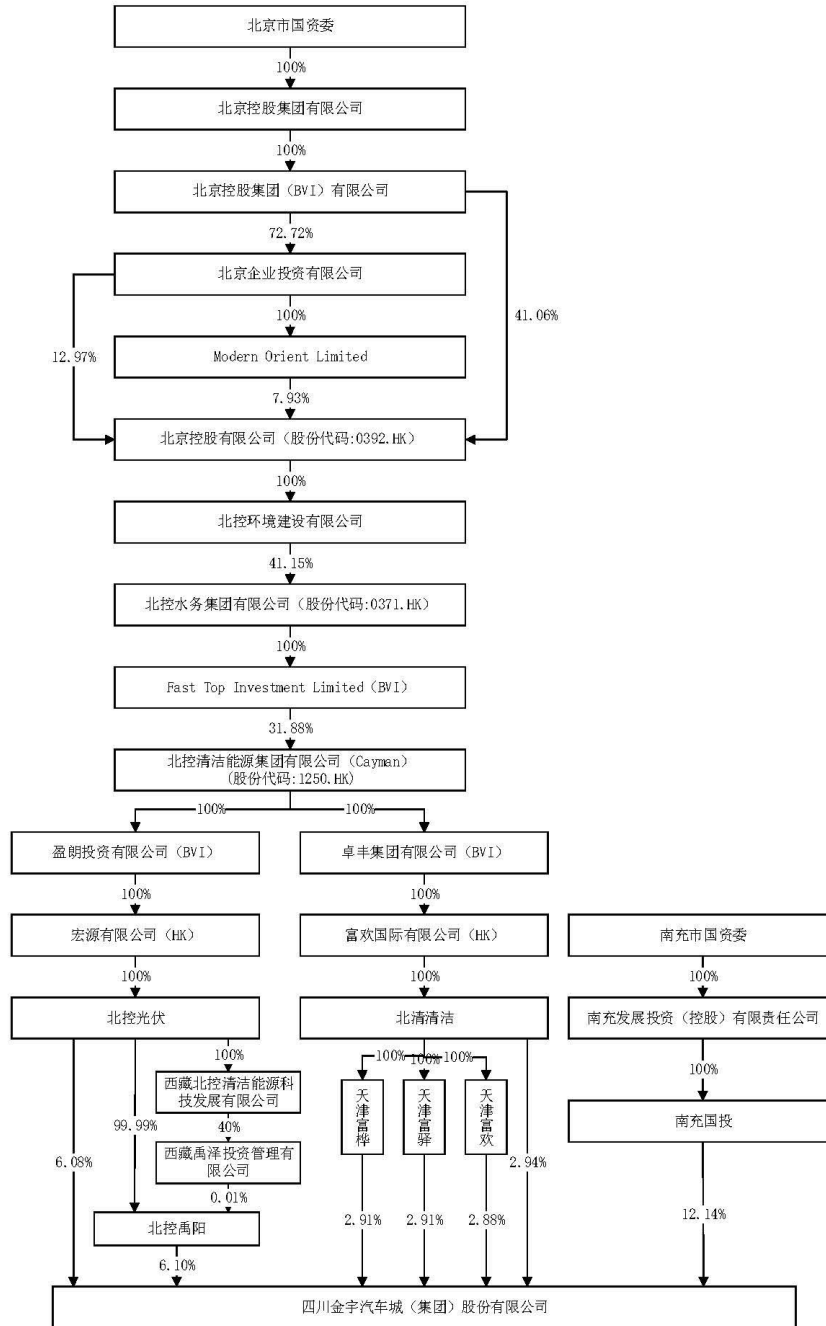 北京市国资委
100%
北京控股集团有限公司
100%
北京控股集团（BVI）有限公司
72.72%
北京企业投资有限公司
100%
41.06%
12.97%
Modern Orient Limited
7.93%
北京控股有限公司（股份代码:0392.HK）
100%
北控环境建设有限公司
41.15%
北控水务集团有限公司（股份代码:0371.HK）
100%
Fast Top Investment Limited（BVI）
31.88%
北控清洁能源集团有限公司（Cayman）
(股份代码:1250.HK)
100%
100%
盈朗投资有限公司（BVI）
卓丰集团有限公司（BVI）
100%
100%
宏源有限公司（HK）
富欢国际有限公司（HK）
南充市国资委
100%
100%
100%
北控光伏
北清清洁
南充发展投资（控股）有限责任公司
100%
100%
100%
100%
100%
西藏北控清洁能源科
技发展有限公司
天津富桦
天津富驿
天津富欢
南充国投
99.99%
40%
6.08%
西藏禹泽投资管理有
限公司
2.94%
0.01%
2.91%
2.91%
2.88%
12.14%
北控禹阳
6.10%
四川金宇汽车城（集团）股份有限公司